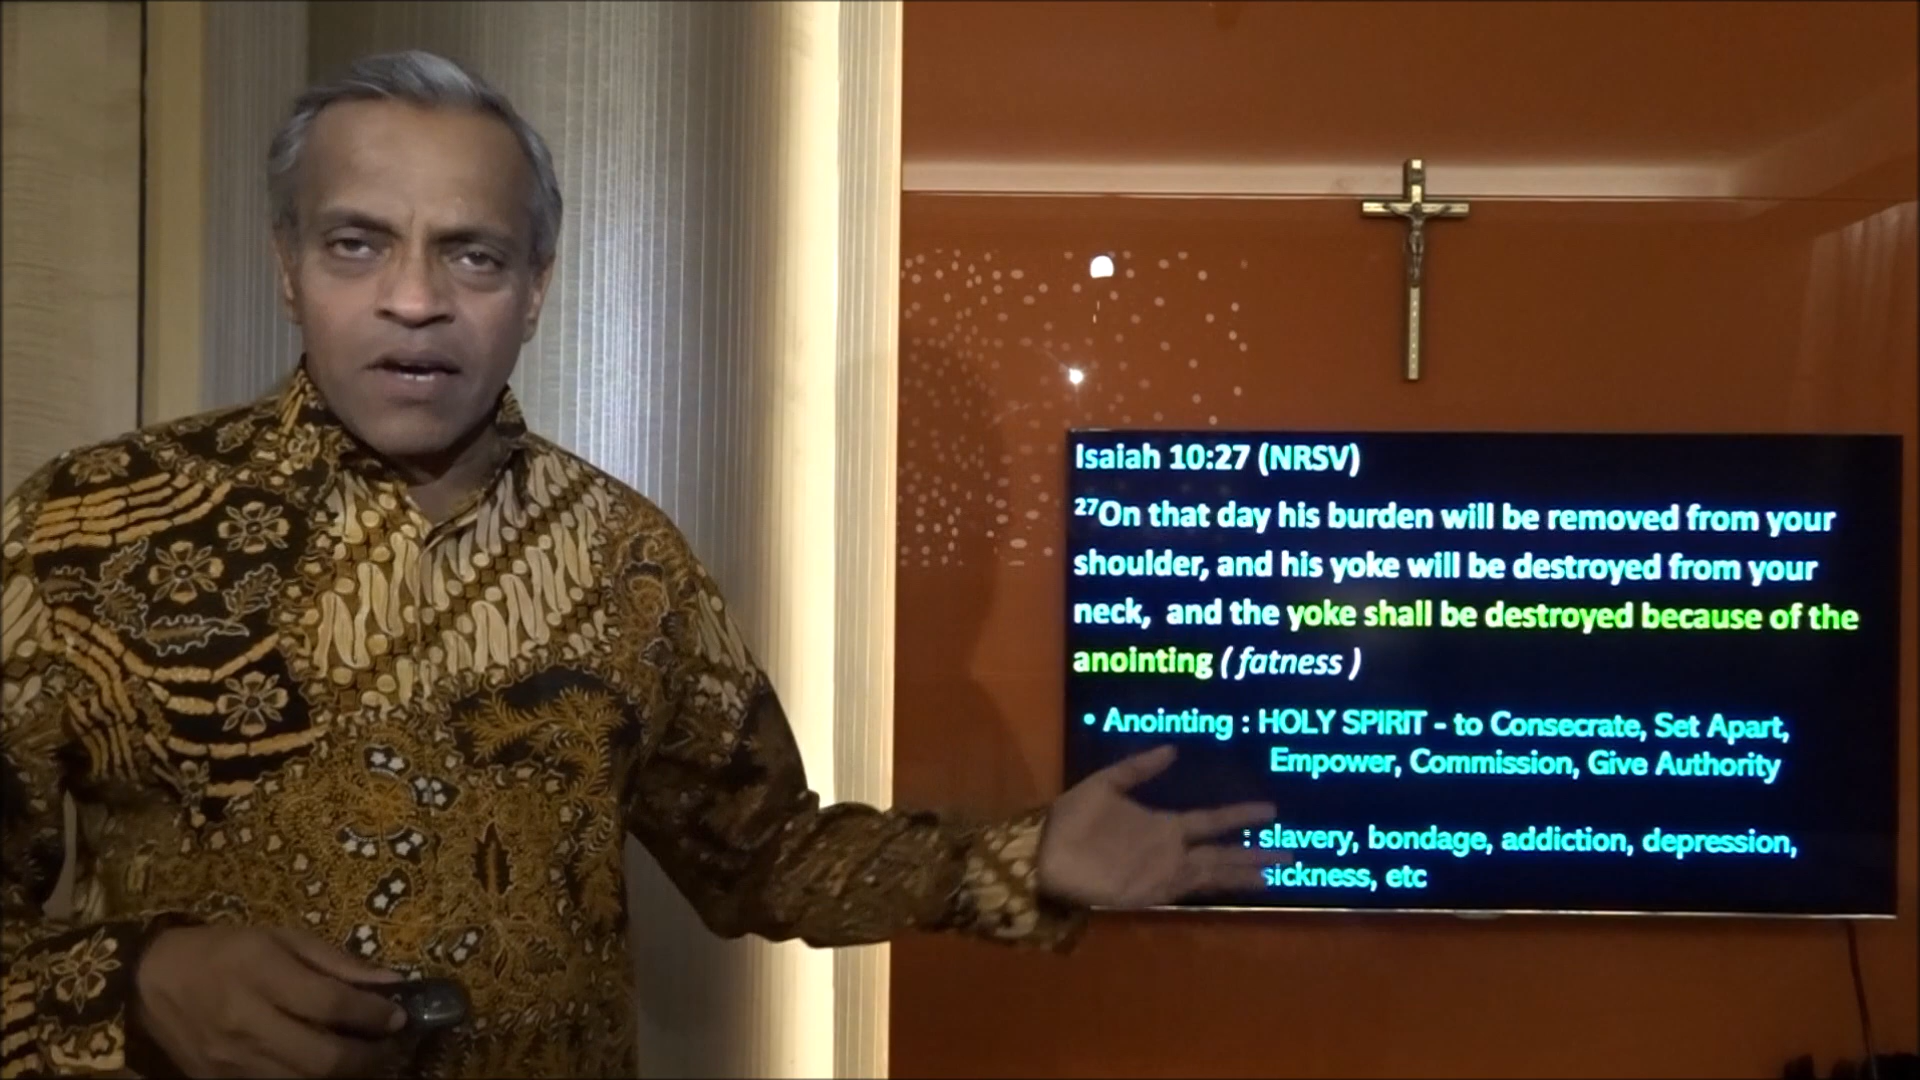 Isaiah 10:27 (NRSV)
27On that day his burden will be removed from your
shoulder, and his yoke will be destroyed from your
neck, and the yoke shall be destroyed because of the
anointing ( fatness )
• Anointing : HOLY SPIRIT - to Consecrate, Set Apart,
Empower, Commission, Give Authority
: slavery, bondage, addiction, depression,
sickness, etc